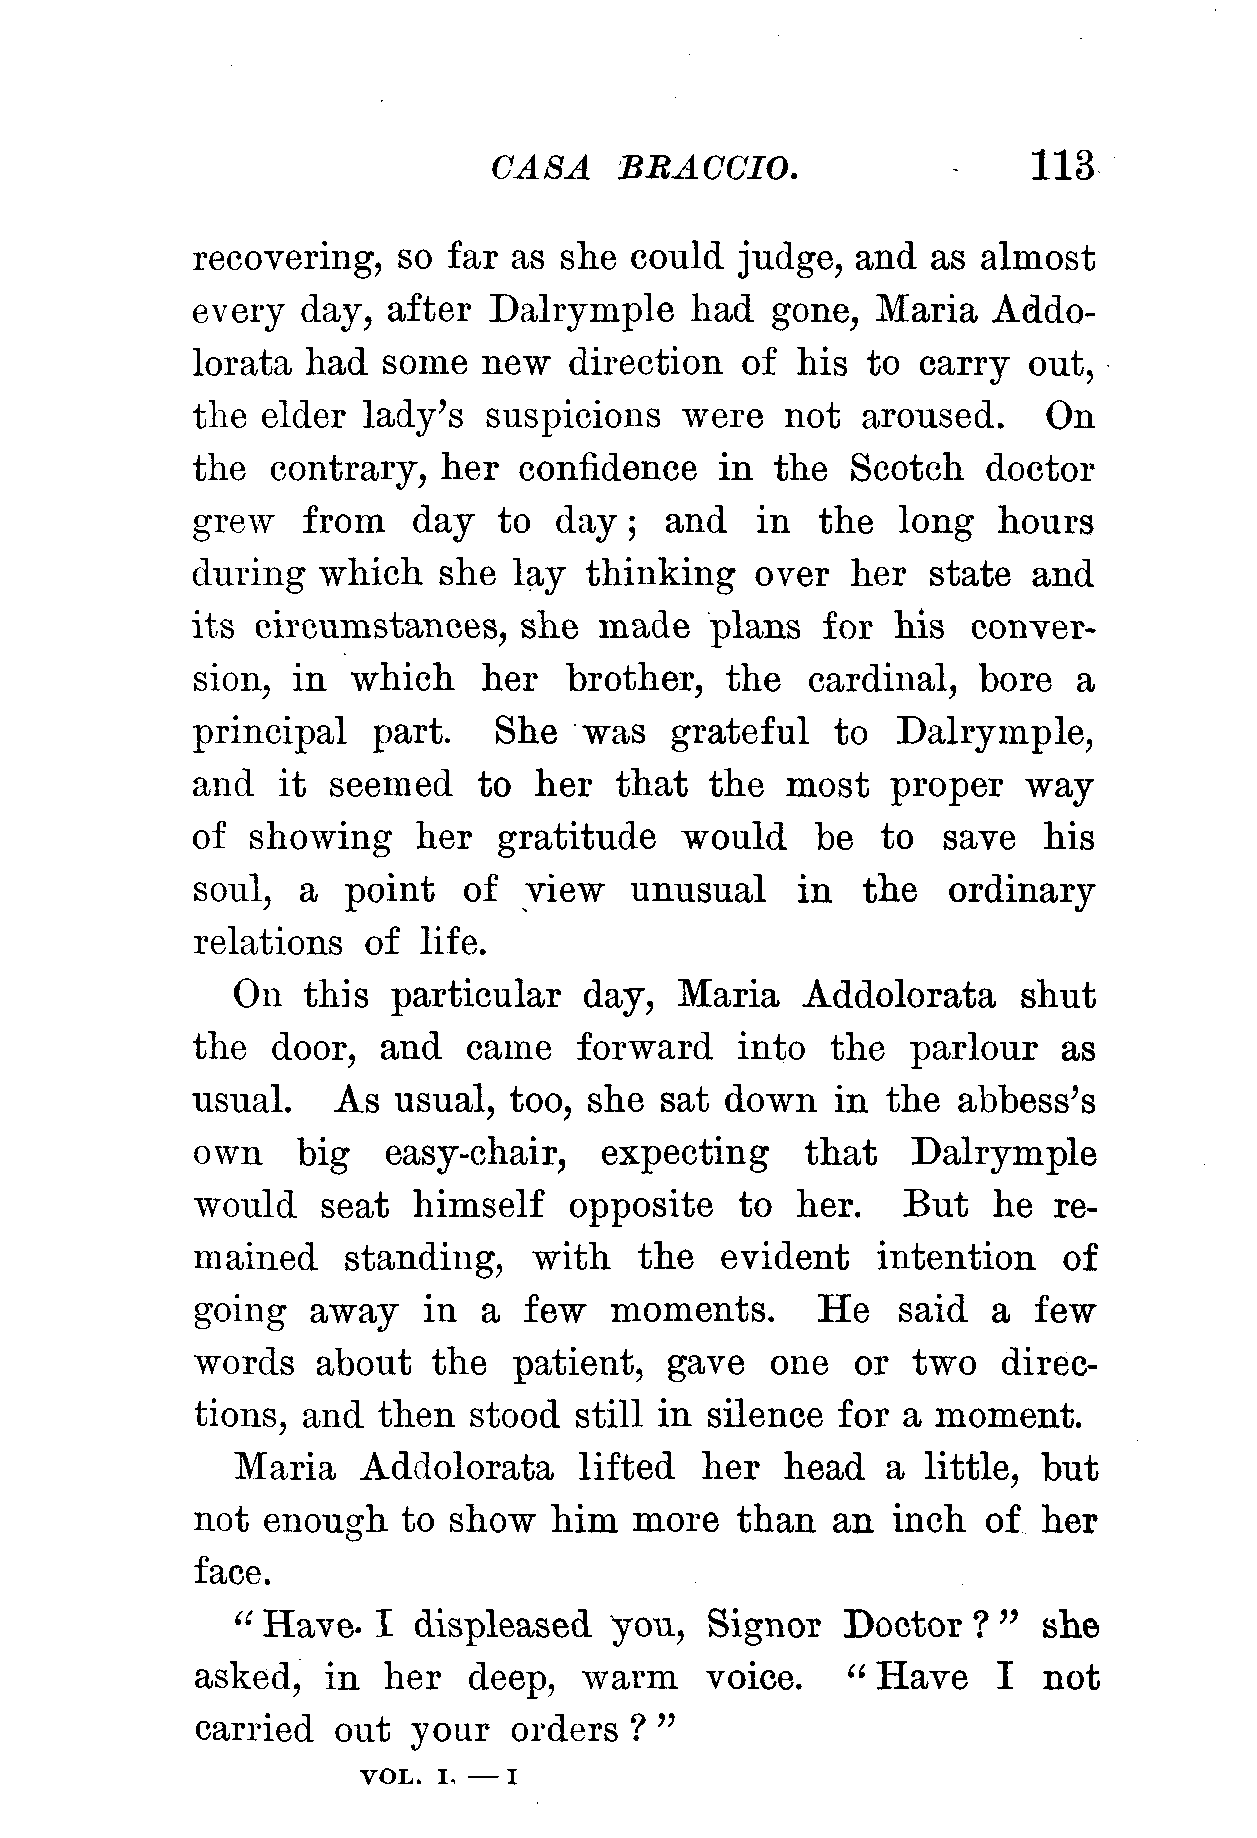 CASA BRACCIO. 113
recovering, so far as she could judge, and as almost
every day, after Dalrymple had gone, Maria Addo-
lorata had some new direction of his to carry out,
the elder lady's suspicions were not aroused. On
the contrary, her confidence in the Scotch doctor
grew from day to day; and in the long hours
during which she lay thinking over her state and
its circumstances, she made plans for his conver-
sion, in which her brother, the cardinal, bore a
principal part. She was grateful to Dalrymple,
and it seemed to her that the most proper way
of showing her gratitude would be to save his
soul, a point of view unusual in the ordinary
relations of life.
On this particular day, Maria Addolorata shut
the door, and came forward into the parlour as
usual. As usual, too, she sat down in the abbess's
own big easy-chair, expecting that Dalrymple
would seat himself opposite to her. But he re-
mained standing, with the evident intention of
going away in a few moments. He said a few
words about the patient, gave one or two direc-
tions, and then stood still in silence for a moment.
Maria Addolorata lifted her head a little, but
not enough to show him more than an inch of her
face.
"Have I displeased you, Signor Doctor?" she
asked, in her deep, warm voice. "Have I not
carried out your orders?"
VOL. I. — I